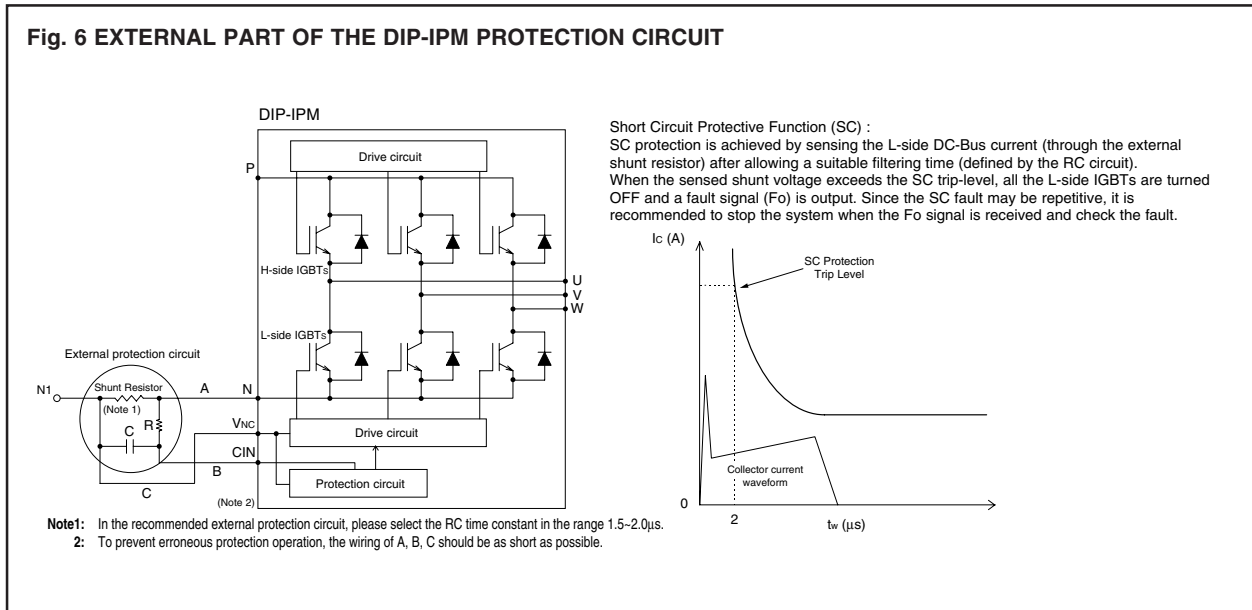 Fig. 6 EXTERNAL PART OF THE DIP-IPM PROTECTION CIRCUIT
DIP-IPM
Drive circuit
P
H-side IGBTs
U
V
W
L-side IGBTs
External protection circuit
N1
Shunt Resistor
(Note 1)
A
N
R
C
VNC
Drive circuit
CIN
B
C
Protection circuit
(Note 2)
Short Circuit Protective Function (SC) :
SC protection is achieved by sensing the L-side DC-Bus current (through the external
shunt resistor) after allowing a suitable filtering time (defined by the RC circuit).
When the sensed shunt voltage exceeds the SC trip-level, all the L-side IGBTs are turned
OFF and a fault signal (Fo) is output. Since the SC fault may be repetitive, it is
recommended to stop the system when the Fo signal is received and check the fault.
IC (A)
SC Protection
Trip Level
Collector current
waveform
0
2
tw (μs)
Note1: In the recommended external protection circuit, please select the RC time constant in the range 1.5~2.0μs.
2: To prevent erroneous protection operation, the wiring of A, B, C should be as short as possible.